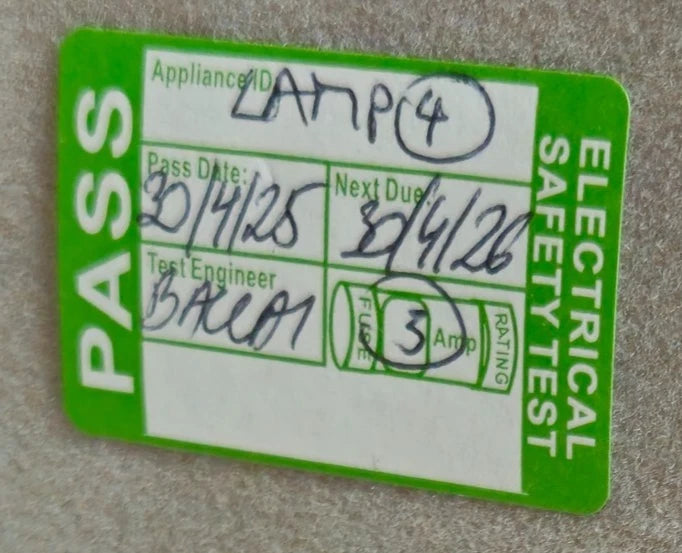 PASS
Appliance ID LAMP 4
Pass Date:
30/4/25
Next Due:
30/4/26
Test Engineer
FUSE 3 Amp RATING
ELECTRICAL
SAFETY TEST